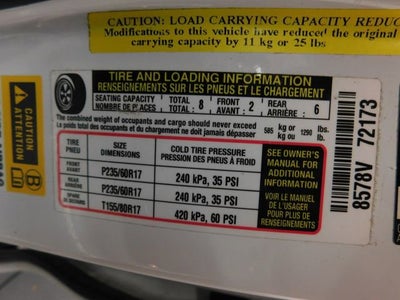 CAUTION: LOAD CARRYING CAPACITY REDUC
Modifications to this vehicle have reduced the original
carrying capacity by 11 kg or 25 lbs
TIRE AND LOADING INFORMATION
RENSEIGNEMENTS SUR LES PNEUS ET LE CHARGEMENT
SEATING CAPACITY TOTAL : 8 FRONT : 2 REAR : 6
NOMBRE DE PLACES TOTAL AVANT ARRIÈRE
The combined weight of occupants and cargo should never exceed 585 kg or 1290 lbs.
Le poids total des occupants et du chargement ne doit jamais dépasser kg ou lb.
TIRE SIZE COLD TIRE PRESSURE
PNEU DIMENSIONS PRESSION DES PNEUS À FROID
FRONT AVANT P235/60R17 240 kPa, 35 PSI
REAR ARRIÈRE P235/60R17 240 kPa, 35 PSI
SPARE DE SECOURS T155/80R17 420 kPa, 60 PSI
SEE OWNER'S
MANUAL FOR
ADDITIONAL
INFORMATION
VOIR LE MANUEL
DE L'USAGER
POUR PLUS DE
RENSEIGNEMENTS
8578V 72173
CAUTION
ATTENTION